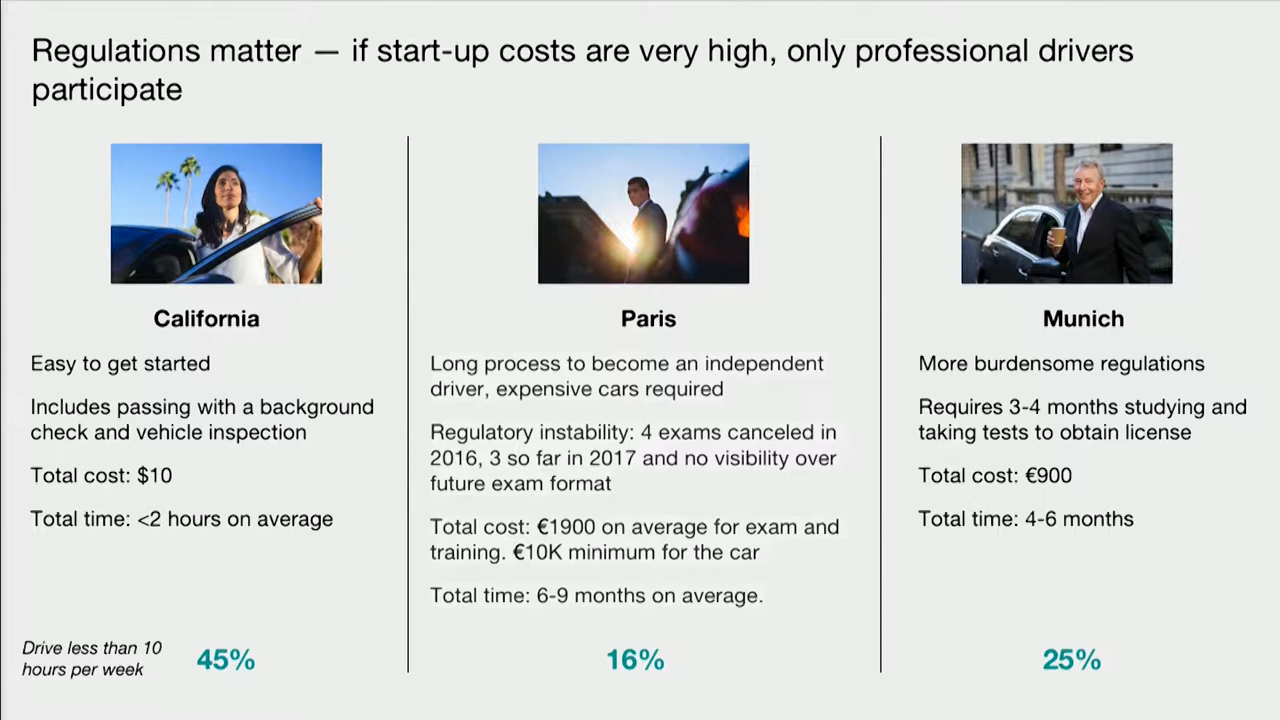 Regulations matter — if start-up costs are very high, only professional drivers
participate
California
Easy to get started
Includes passing with a background
check and vehicle inspection
Total cost: $10
Total time: <2 hours on average
Drive less than 10
hours per week
45%
Paris
Long process to become an independent
driver, expensive cars required
Regulatory instability: 4 exams canceled in
2016, 3 so far in 2017 and no visibility over
future exam format
Total cost: €1900 on average for exam and
training. €10K minimum for the car
Total time: 6-9 months on average.
16%
Munich
More burdensome regulations
Requires 3-4 months studying and
taking tests to obtain license
Total cost: €900
Total time: 4-6 months
25%